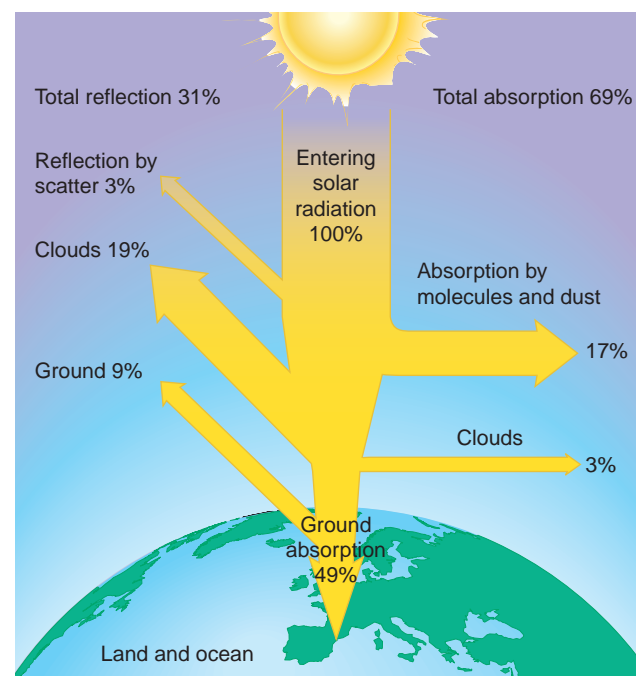 Total reflection 31%
Total absorption 69%
Entering
solar
radiation
100%
Reflection by
scatter 3%
Clouds 19%
Absorption by
molecules and dust
17%
Ground 9%
Clouds
3%
Ground
absorption
49%
Land and ocean